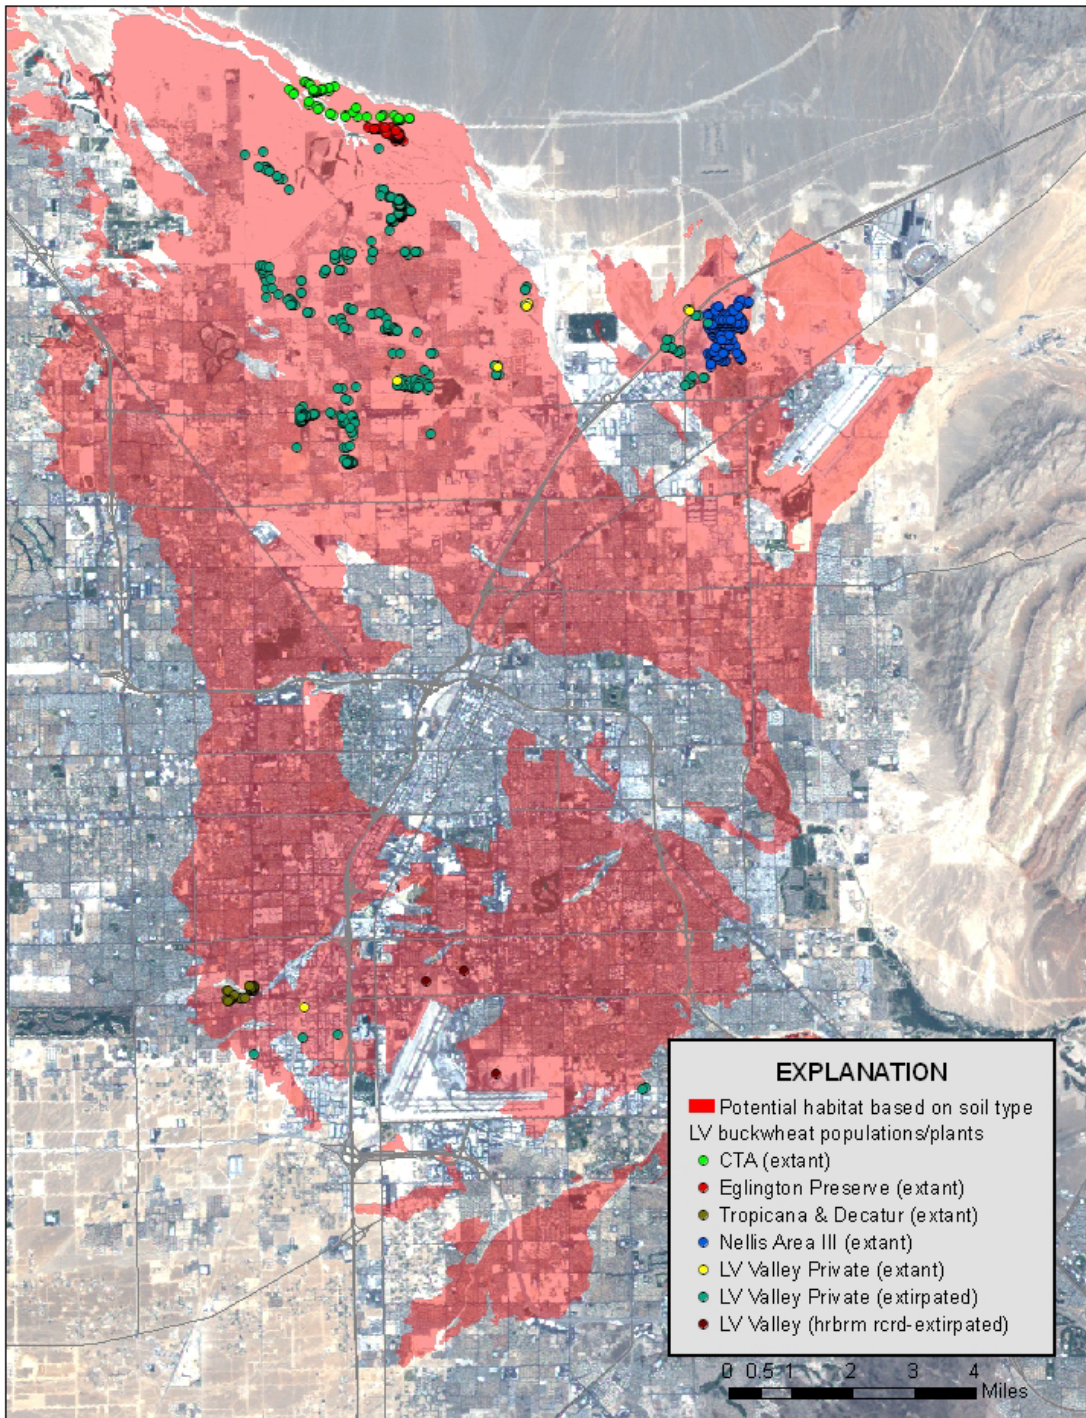 EXPLANATION
Potential habitat based on soil type
LV buckwheat populations/plants
CTA (extant)
Eglington Preserve (extant)
Tropicana & Decatur (extant)
Nellis Area III (extant)
LV Valley Private (extant)
LV Valley Private (extirpated)
LV Valley (hrbrm rcrd-extirpated)
0 0.5 1 2 3 4
Miles